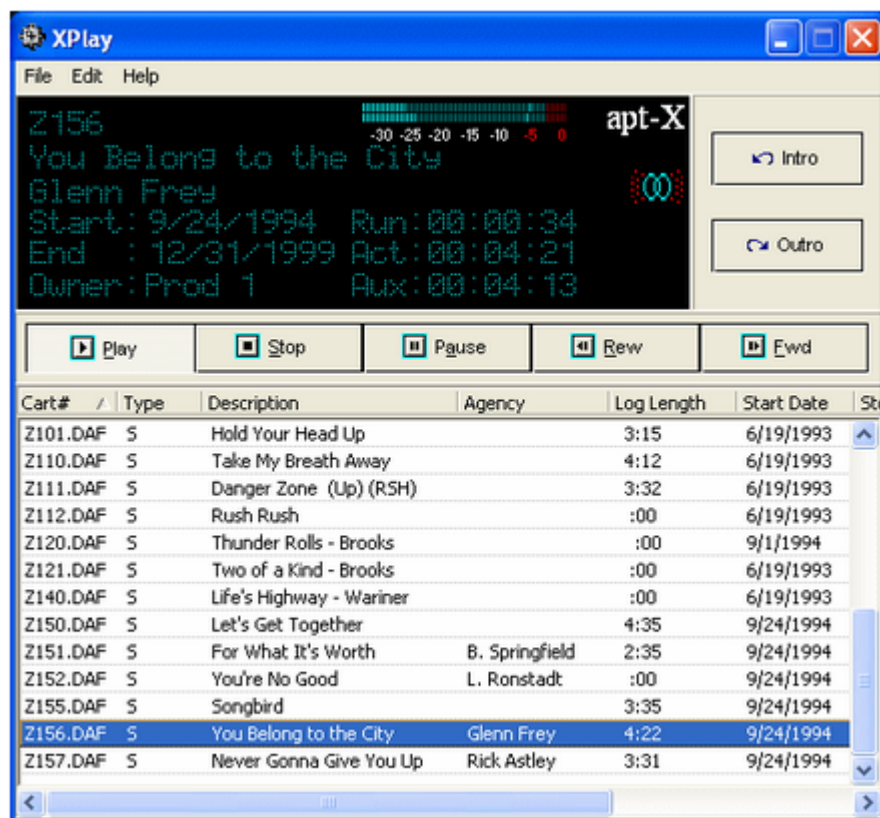 XPlay
File Edit Help
Z156
-30 -25 -20 -15 -10 -5 0
apt-X
You Belong to the City
Glenn Frey
Start: 9/24/1994 Run:00:00:34
End : 12/31/1999 Act:00:04:21
Owner:Prod 1 Aux:00:04:13
Intro
Outro
Play Stop Pause Rew Fwd
Cart# Type Description Agency Log Length Start Date Sto
Z101.DAF S Hold Your Head Up 3:15 6/19/1993
Z110.DAF S Take My Breath Away 4:12 6/19/1993
Z111.DAF S Danger Zone (Up) (RSH) 3:32 6/19/1993
Z112.DAF S Rush Rush :00 6/19/1993
Z120.DAF S Thunder Rolls - Brooks :00 9/1/1994
Z121.DAF S Two of a Kind - Brooks :00 6/19/1993
Z140.DAF S Life's Highway - Wariner :00 6/19/1993
Z150.DAF S Let's Get Together 4:35 9/24/1994
Z151.DAF S For What It's Worth B. Springfield 2:35 9/24/1994
Z152.DAF S You're No Good L. Ronstadt :00 9/24/1994
Z155.DAF S Songbird 3:35 9/24/1994
Z156.DAF S You Belong to the City Glenn Frey 4:22 9/24/1994
Z157.DAF S Never Gonna Give You Up Rick Astley 3:31 9/24/1994